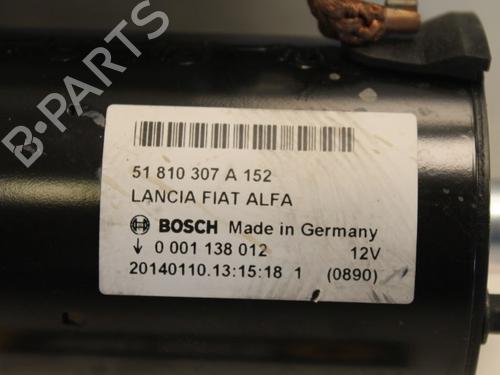 B-PARTS
51 810 307 A 152
LANCIA FIAT ALFA
BOSCH Made in Germany
0 001 138 012 12V
20140110.13:15:18 1 (0890)